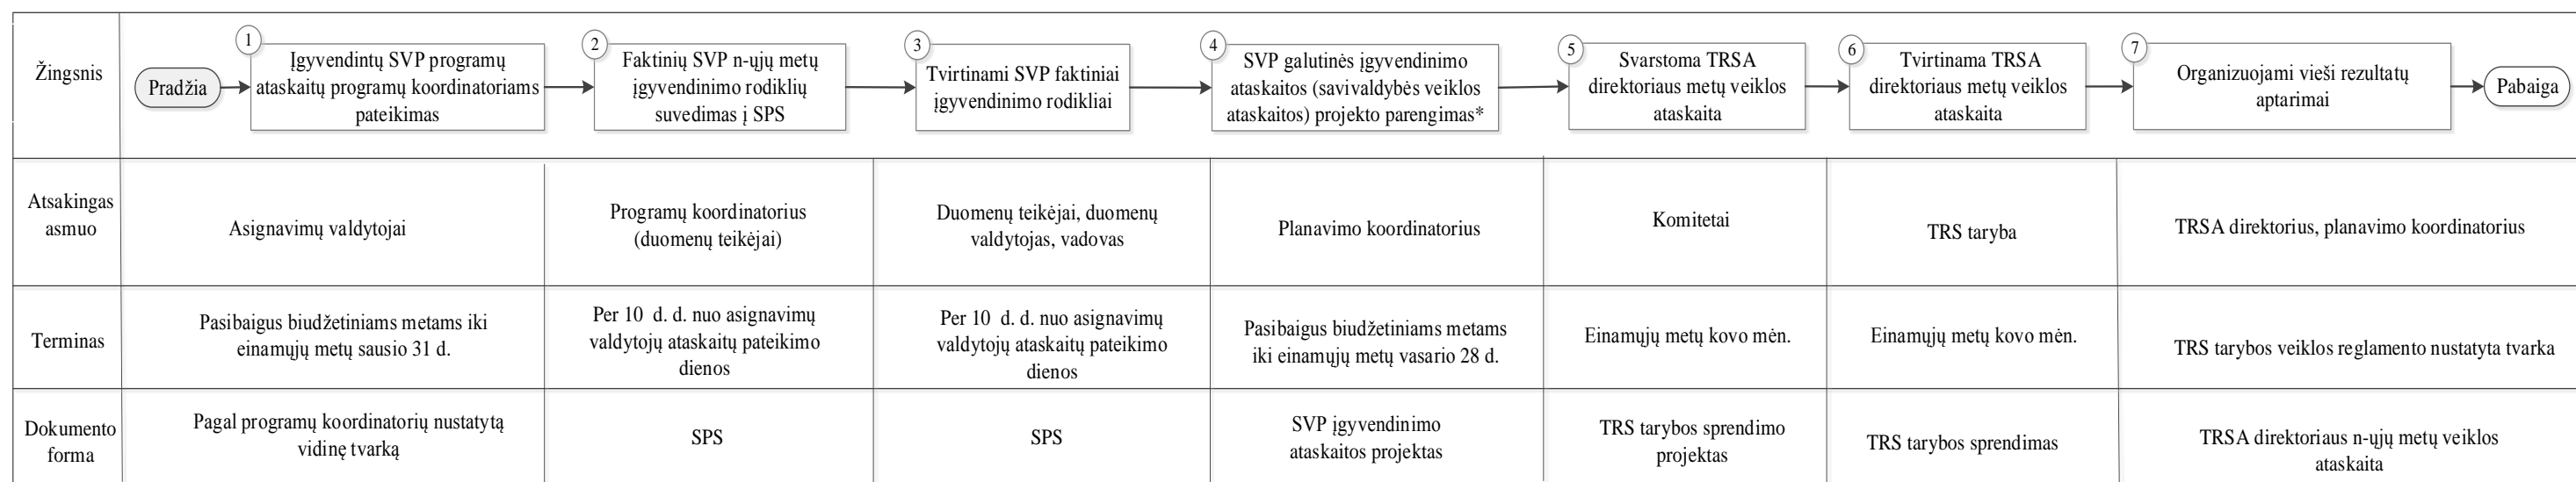 Žingsnis
Pradžia
1
Įgyvendintų SVP programų
ataskaitų programų koordinatoriams
pateikimas
2
Faktinių SVP n-ųjų metų
įgyvendinimo rodiklių
suvedimas į SPS
3
Tvirtinami SVP faktiniai
įgyvendinimo rodikliai
4
SVP galutinės įgyvendinimo
ataskaitos (savivaldybės veiklos
ataskaitos) projekto parengimas*
5
Svarstoma TRSA
direktoriaus metų veiklos
ataskaita
6
Tvirtinama TRSA
direktoriaus metų veiklos
ataskaita
7
Organizuojami vieši rezultatų
aptarimai
Pabaiga
Atsakingas
asmuo
Asignavimų valdytojai
Programų koordinatorius
(duomenų teikėjai)
Duomenų teikėjai, duomenų
valdytojas, vadovas
Planavimo koordinatorius
Komitetai
TRS taryba
TRSA direktorius, planavimo koordinatorius
Terminas
Pasibaigus biudžetiniams metams iki
einamųjų metų sausio 31 d.
Per 10 d. d. nuo asignavimų
valdytojų ataskaitų pateikimo
dienos
Per 10 d. d. nuo asignavimų
valdytojų ataskaitų pateikimo
dienos
Pasibaigus biudžetiniams metams
iki einamųjų metų vasario 28 d.
Einamųjų metų kovo mėn.
Einamųjų metų kovo mėn.
TRS tarybos veiklos reglamento nustatyta tvarka
Dokumento
forma
Pagal programų koordinatorių nustatytą
vidinę tvarką
SPS
SPS
SVP įgyvendinimo
ataskaitos projektas
TRS tarybos sprendimo
projektas
TRS tarybos sprendimas
TRSA direktoriaus n-ųjų metų veiklos
ataskaita